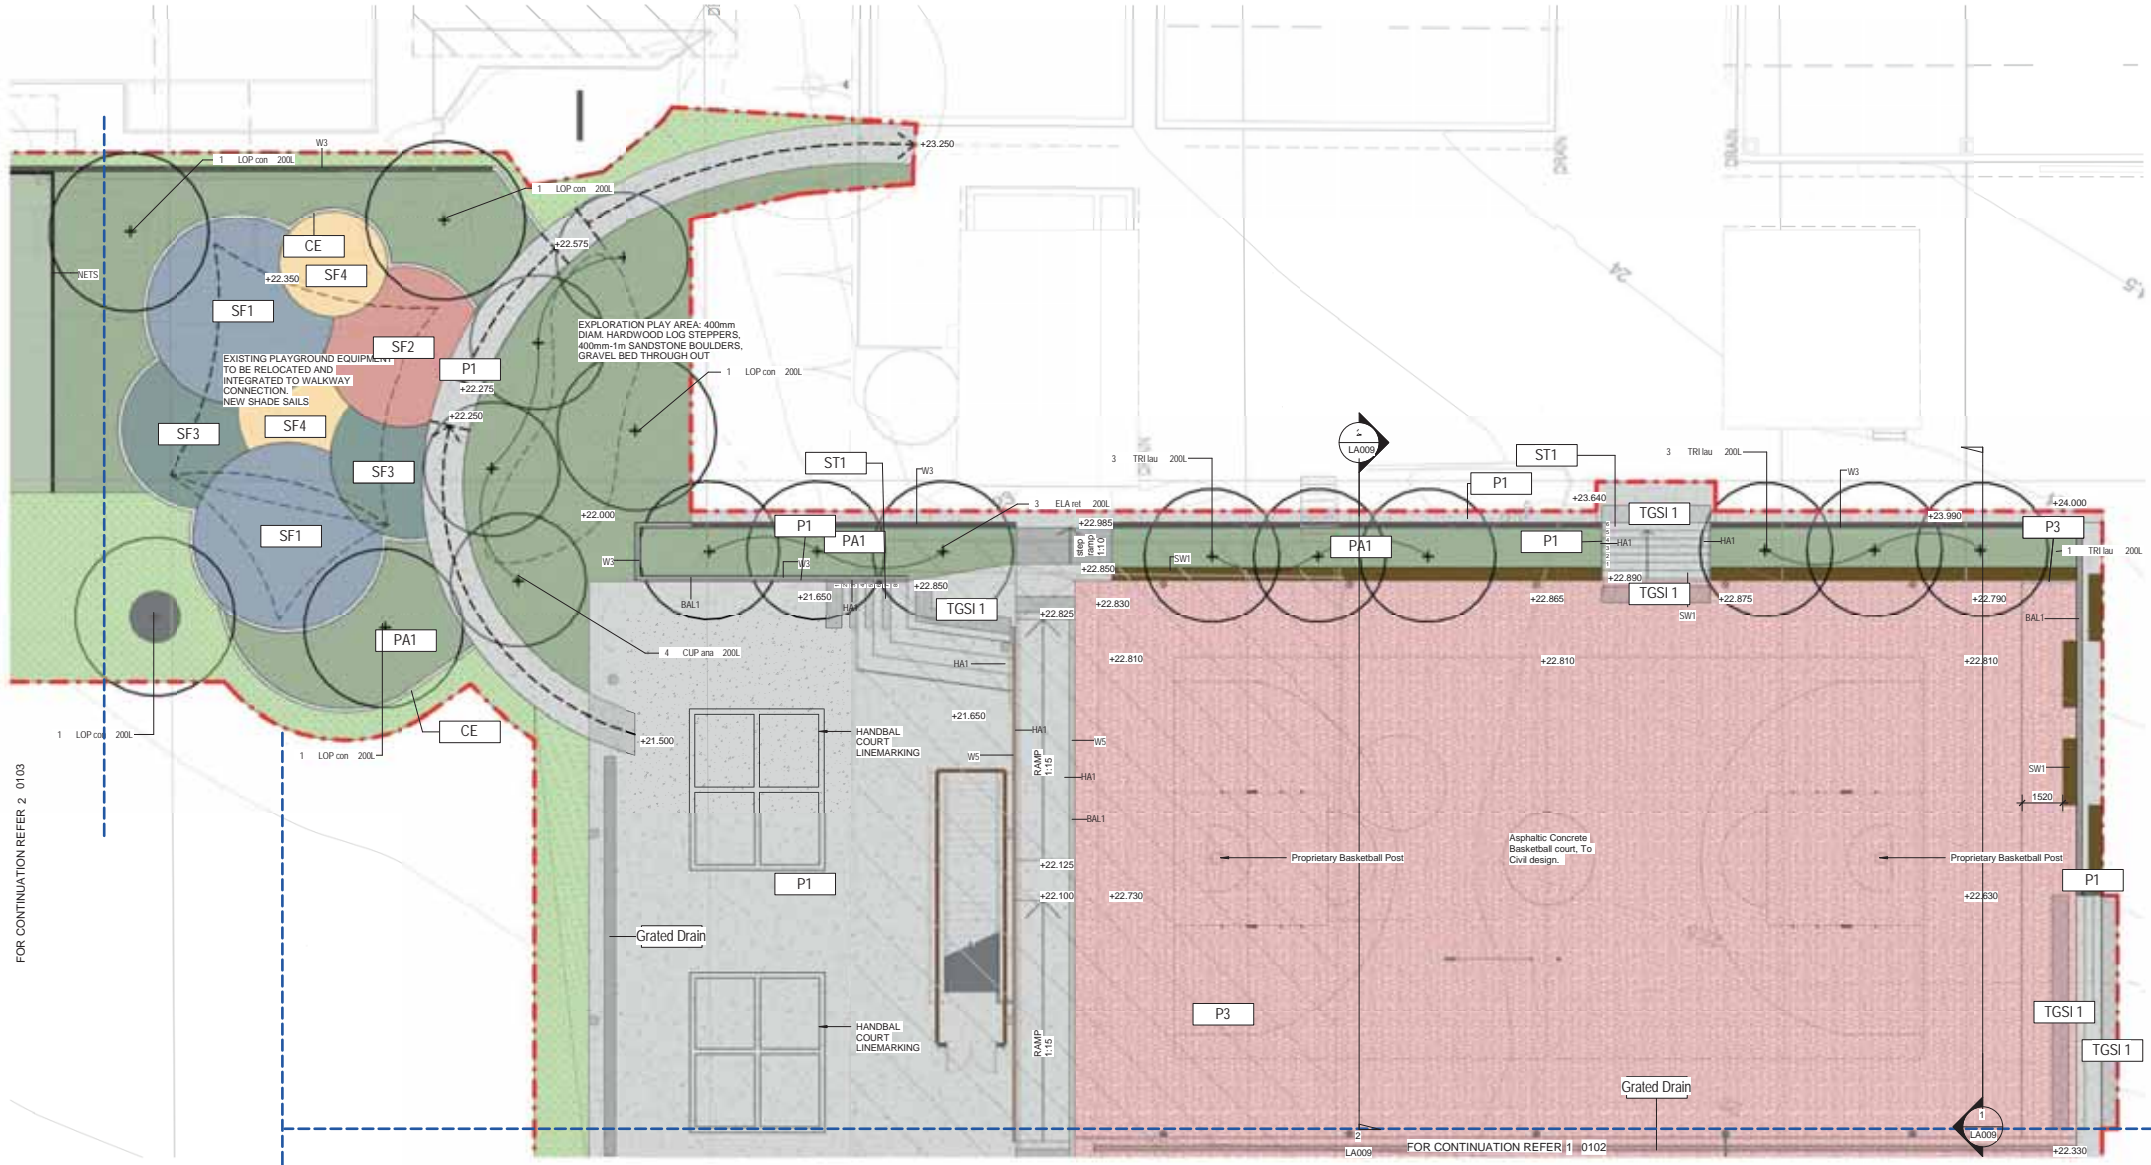 W3
1 LOP con 200L
1 LOP con 200L
+23.250
CE
SF4
+22.575
NETS
+22.350
SF1
24
EXPLORATION PLAY AREA: 400mm
DIAM. HARDWOOD LOG STEPPERS,
400mm-1m SANDSTONE BOULDERS,
GRAVEL BED THROUGH OUT
SF2
EXISTING PLAYGROUND EQUIPMENT
TO BE RELOCATED AND
INTEGRATED TO WALKWAY
CONNECTION.
NEW SHADE SAILS
P1
+22.275
1 LOP con 200L
+22.250
SF3
SF4
SF3
SF1
LA009
ST1
W3
3 TRI lau 200L
ST1
3 TRI lau 200L
W3
P1
+22.000
3 ELA ret 200L
+23.640
+24.000
P1
PA1
+22.985
TGSI 1
+23.990
P3
step
ramp
1:10
PA1
P1
HA1
HA1
1 TRI lau 200L
W3
W3
+22.850
SW1
+22.890
BAL1
+21.650
+22.850
HA1
TGSI 1
+22.830
+22.865
TGSI 1
+22.875
+22.790
+22.825
SW1
BAL1
PA1
4 CUP ana 200L
HA1
+22.810
+22.810
+22.810
CE
1 LOP con 200L
1 LOP con 200L
+21.500
+21.650
HANDBAL
COURT
LINEMARKING
HA1
W5
RAMP
1:15
W5
HA1
SW1
1520
BAL1
Asphaltic Concrete
Basketball court, To
Civil design.
Proprietary Basketball Post
Proprietary Basketball Post
+22.125
P1
P1
+22.100
+22.730
+22.630
FOR CONTINUATION REFER 2 0103
Grated Drain
P3
TGSI 1
HANDBAL
COURT
LINEMARKING
RAMP
1:15
TGSI 1
Grated Drain
1
LA009
2
LA009
FOR CONTINUATION REFER 1 0102
+22.330